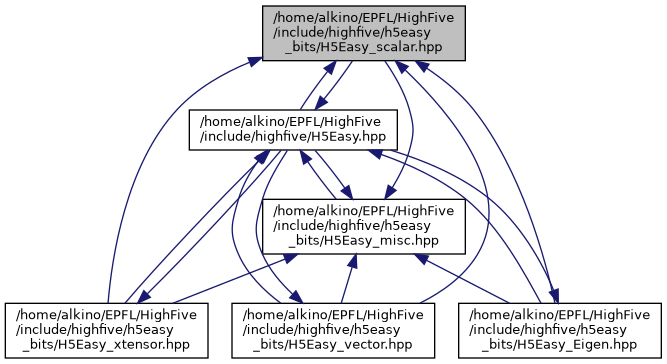 /home/alkino/EPFL/HighFive
/include/highfive/h5easy
_bits/H5Easy_scalar.hpp
/home/alkino/EPFL/HighFive
/include/highfive/H5Easy.hpp
/home/alkino/EPFL/HighFive
/include/highfive/h5easy
_bits/H5Easy_misc.hpp
/home/alkino/EPFL/HighFive
/include/highfive/h5easy
_bits/H5Easy_xtensor.hpp
/home/alkino/EPFL/HighFive
/include/highfive/h5easy
_bits/H5Easy_vector.hpp
/home/alkino/EPFL/HighFive
/include/highfive/h5easy
_bits/H5Easy_Eigen.hpp